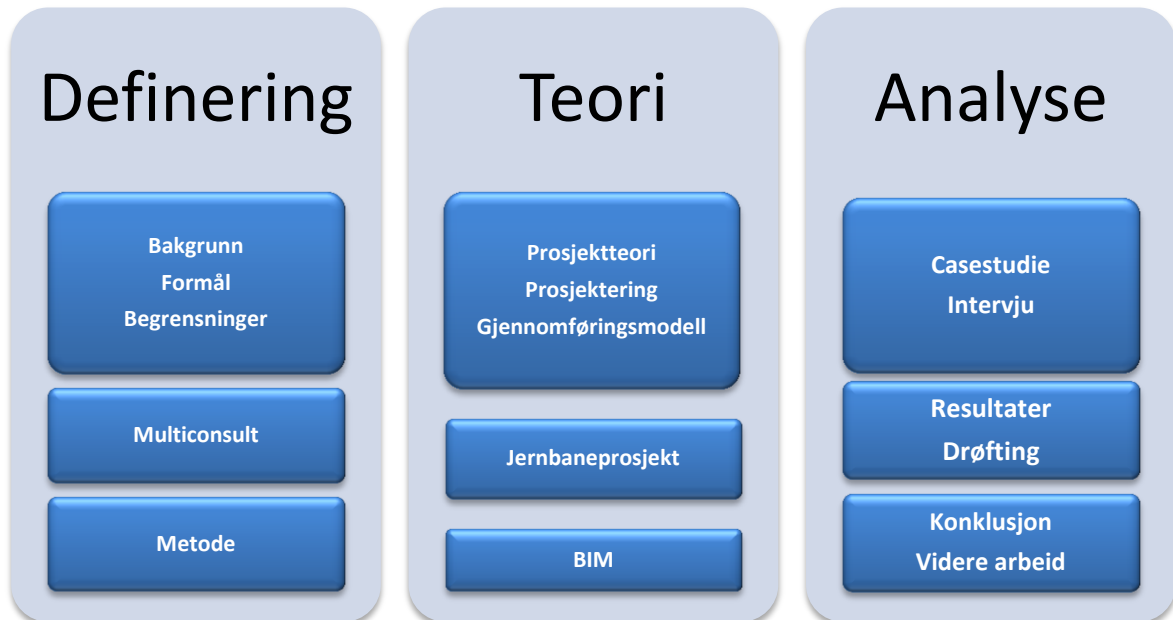 Definering
Bakgrunn
Formål
Begrensninger
Multiconsult
Metode
Teori
Prosjektteori
Prosjektering
Gjennomføringsmodell
Jernbaneprosjekt
BIM
Analyse
Casestudie
Intervju
Resultater
Drøfting
Konklusjon
Videre arbeid